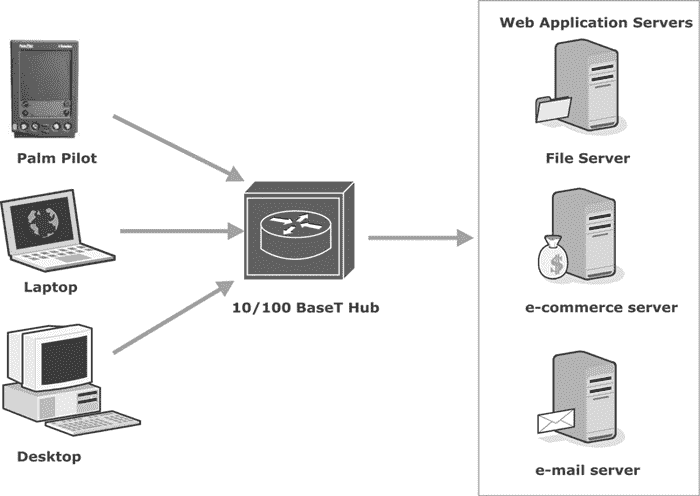 Web Application Servers
Palm Pilot
File Server
Laptop
10/100 BaseT Hub
e-commerce server
Desktop
e-mail server
$